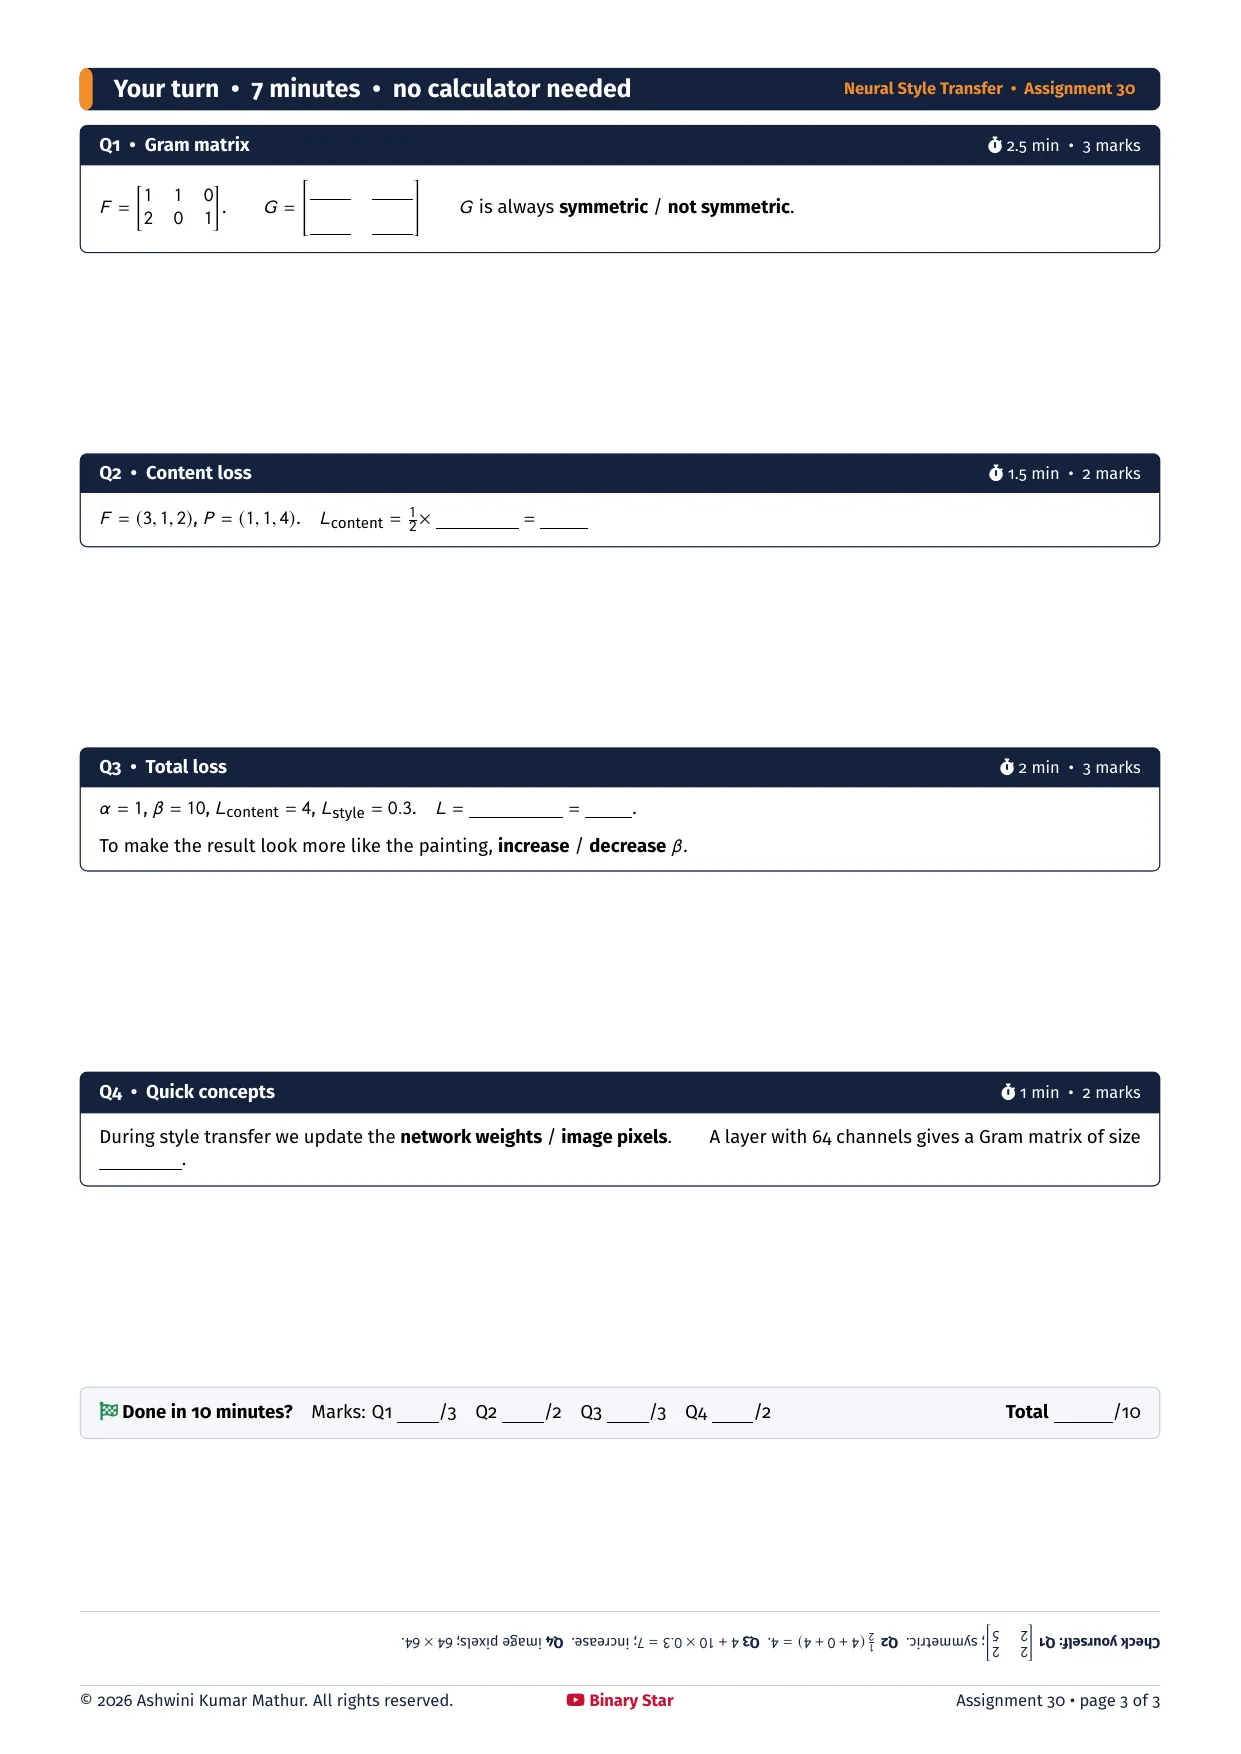 Your turn • 7 minutes • no calculator needed Neural Style Transfer • Assignment 30
Q1 • Gram matrix 2.5 min • 3 marks
F = [1 1 0; 2 0 1]. G = [____ ____; ____ ____] G is always symmetric / not symmetric.
Q2 • Content loss 1.5 min • 2 marks
F = (3, 1, 2), P = (1, 1, 4). L_content = 1/2 × ________ = _____
Q3 • Total loss 2 min • 3 marks
α = 1, β = 10, L_content = 4, L_style = 0.3. L = _________ = _____.
To make the result look more like the painting, increase / decrease β.
Q4 • Quick concepts 1 min • 2 marks
During style transfer we update the network weights / image pixels. A layer with 64 channels gives a Gram matrix of size
________.
Done in 10 minutes? Marks: Q1 ____/3 Q2 ____/2 Q3 ____/3 Q4 ____/2 Total ______/10
Check yourself: Q1 [2 2; 2 5]; symmetric. Q2 1/2 (4 + 0 + 4) = 4. Q3 4 + 10 × 0.3 = 7; increase. Q4 image pixels; 64 × 64.
© 2026 Ashwini Kumar Mathur. All rights reserved. Binary Star Assignment 30 • page 3 of 3